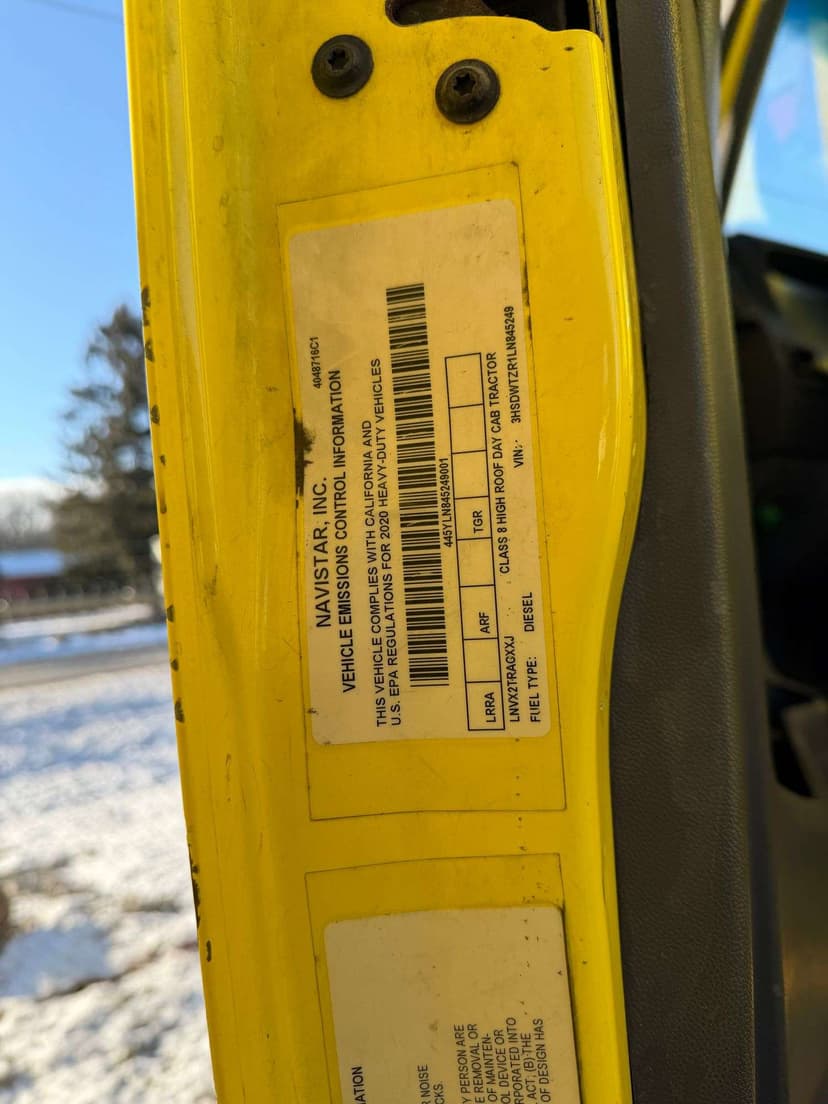 4048716C1
NAVISTAR, INC.
VEHICLE EMISSIONS CONTROL INFORMATION
THIS VEHICLE COMPLIES WITH CALIFORNIA AND
U.S. EPA REGULATIONS FOR 2020 HEAVY-DUTY VEHICLES
445YLN845249001
LRRA ARF TGR
LNVX2TRAGXXJ CLASS 8 HIGH ROOF DAY CAB TRACTOR
FUEL TYPE: DIESEL VIN: 3HSDWTZR1LN845249
ATION
NOISE
CKS.
Y PERSON ARE
E REMOVAL OR
OF MAINTEN-
OL DEVICE OR
RPORATED INTO
ACT; (B) THE
OF DESIGN HAS